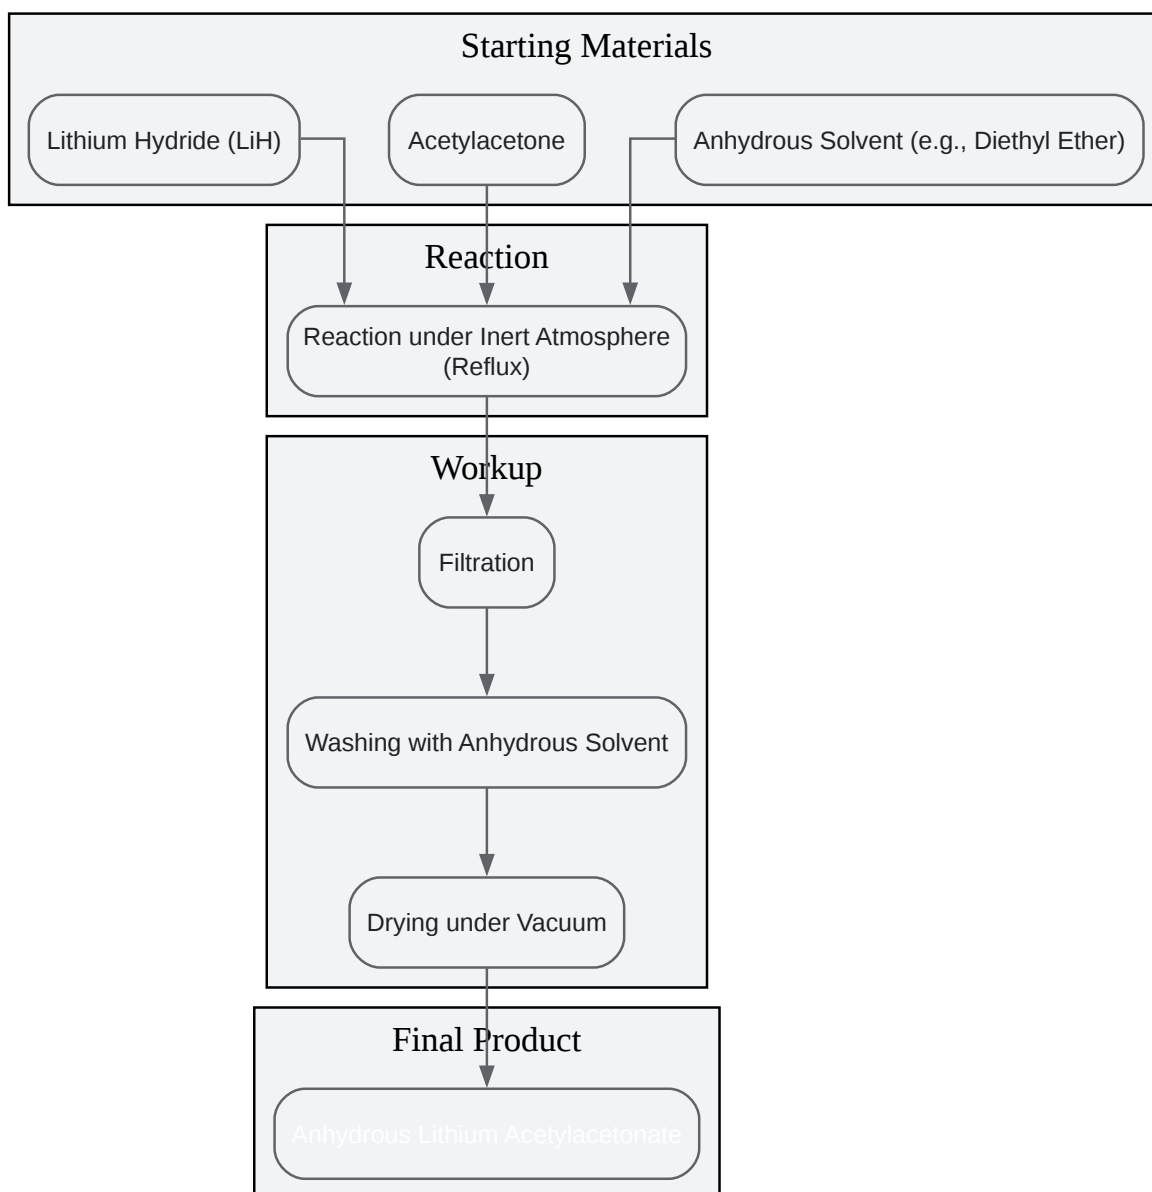 Starting Materials
Lithium Hydride (LiH)
Acetylacetone
Anhydrous Solvent (e.g., Diethyl Ether)
Reaction
Reaction under Inert Atmosphere
(Reflux)
Workup
Filtration
Washing with Anhydrous Solvent
Drying under Vacuum
Final Product
Anhydrous Lithium Acetylacetonate